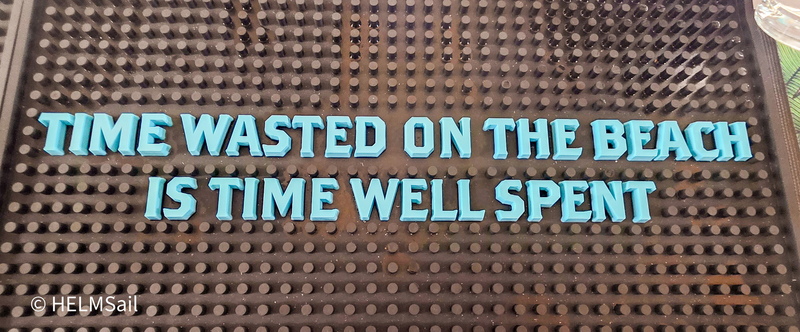 TIME WASTED ON THE BEACH
IS TIME WELL SPENT
© HELMSail